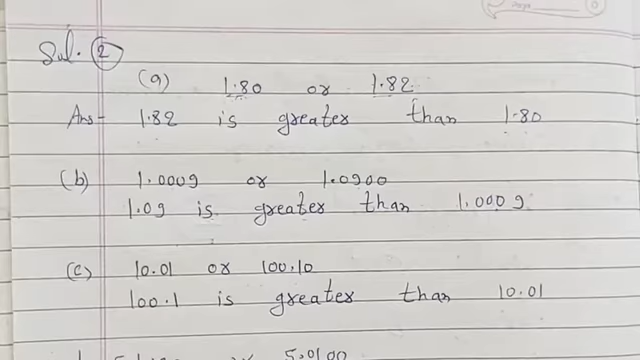 Sol. 2
(a) 1.80 or 1.82
Ans- 1.82 is greater than 1.80
(b) 1.0009 or 1.0900
1.09 is greater than 1.0009
(c) 10.01 or 100.10
100.1 is greater than 10.01
or 5.0100